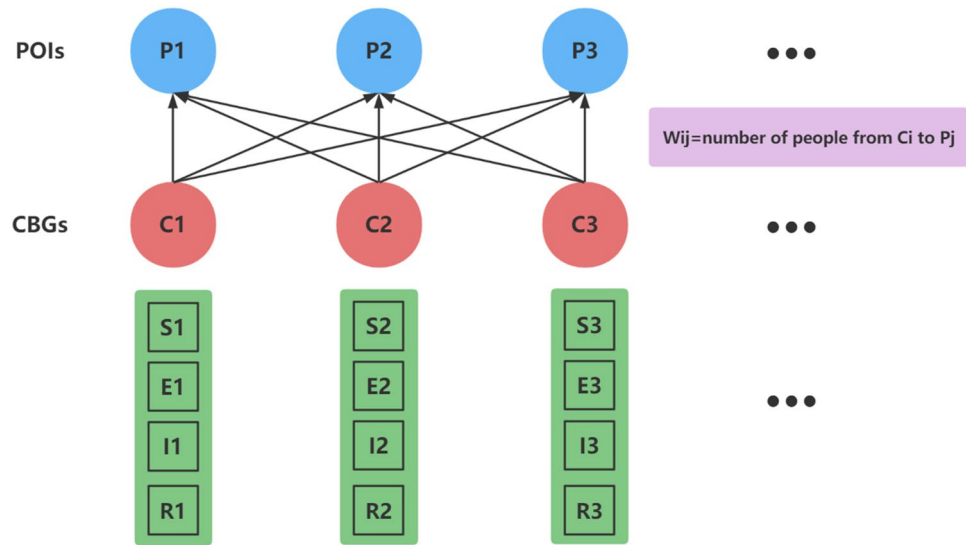 POIs P1 P2 P3 •••
Wij=number of people from Ci to Pj
CBGs C1 C2 C3 •••
S1 S2 S3
E1 E2 E3 •••
I1 I2 I3
R1 R2 R3